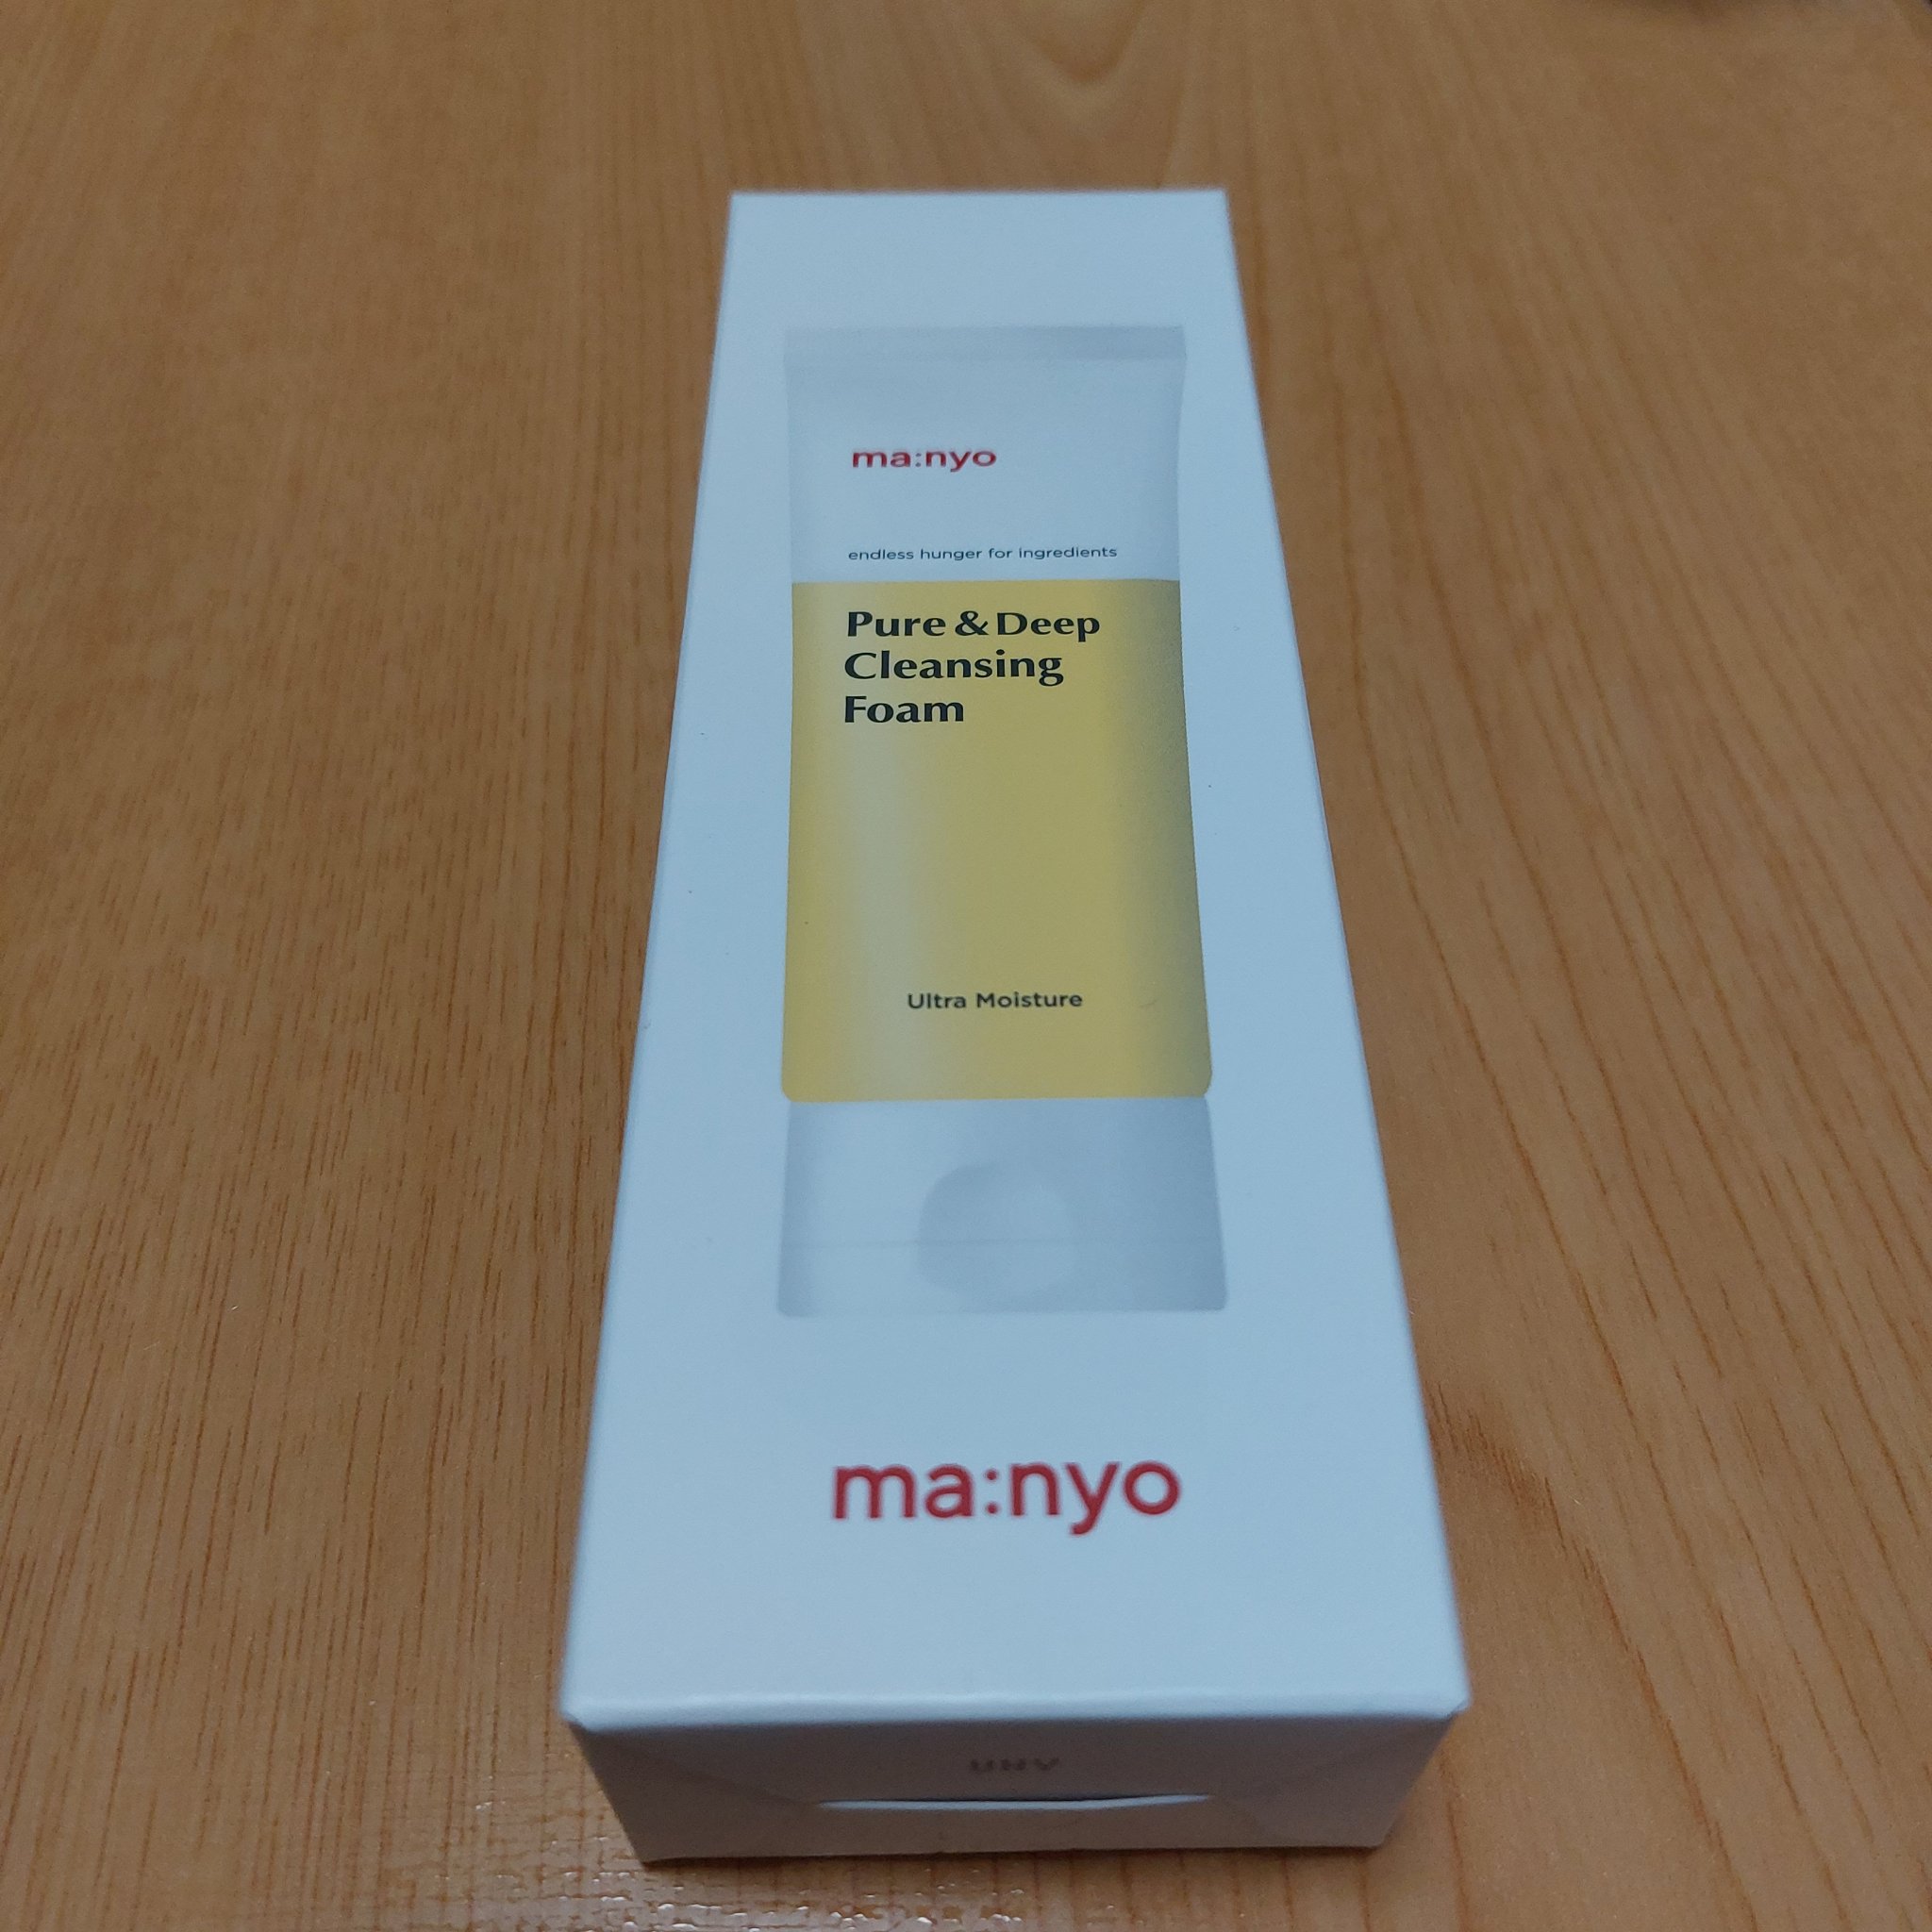 ma:nyo
endless hunger for ingredients
Pure & Deep
Cleansing
Foam
Ultra Moisture
ma:nyo